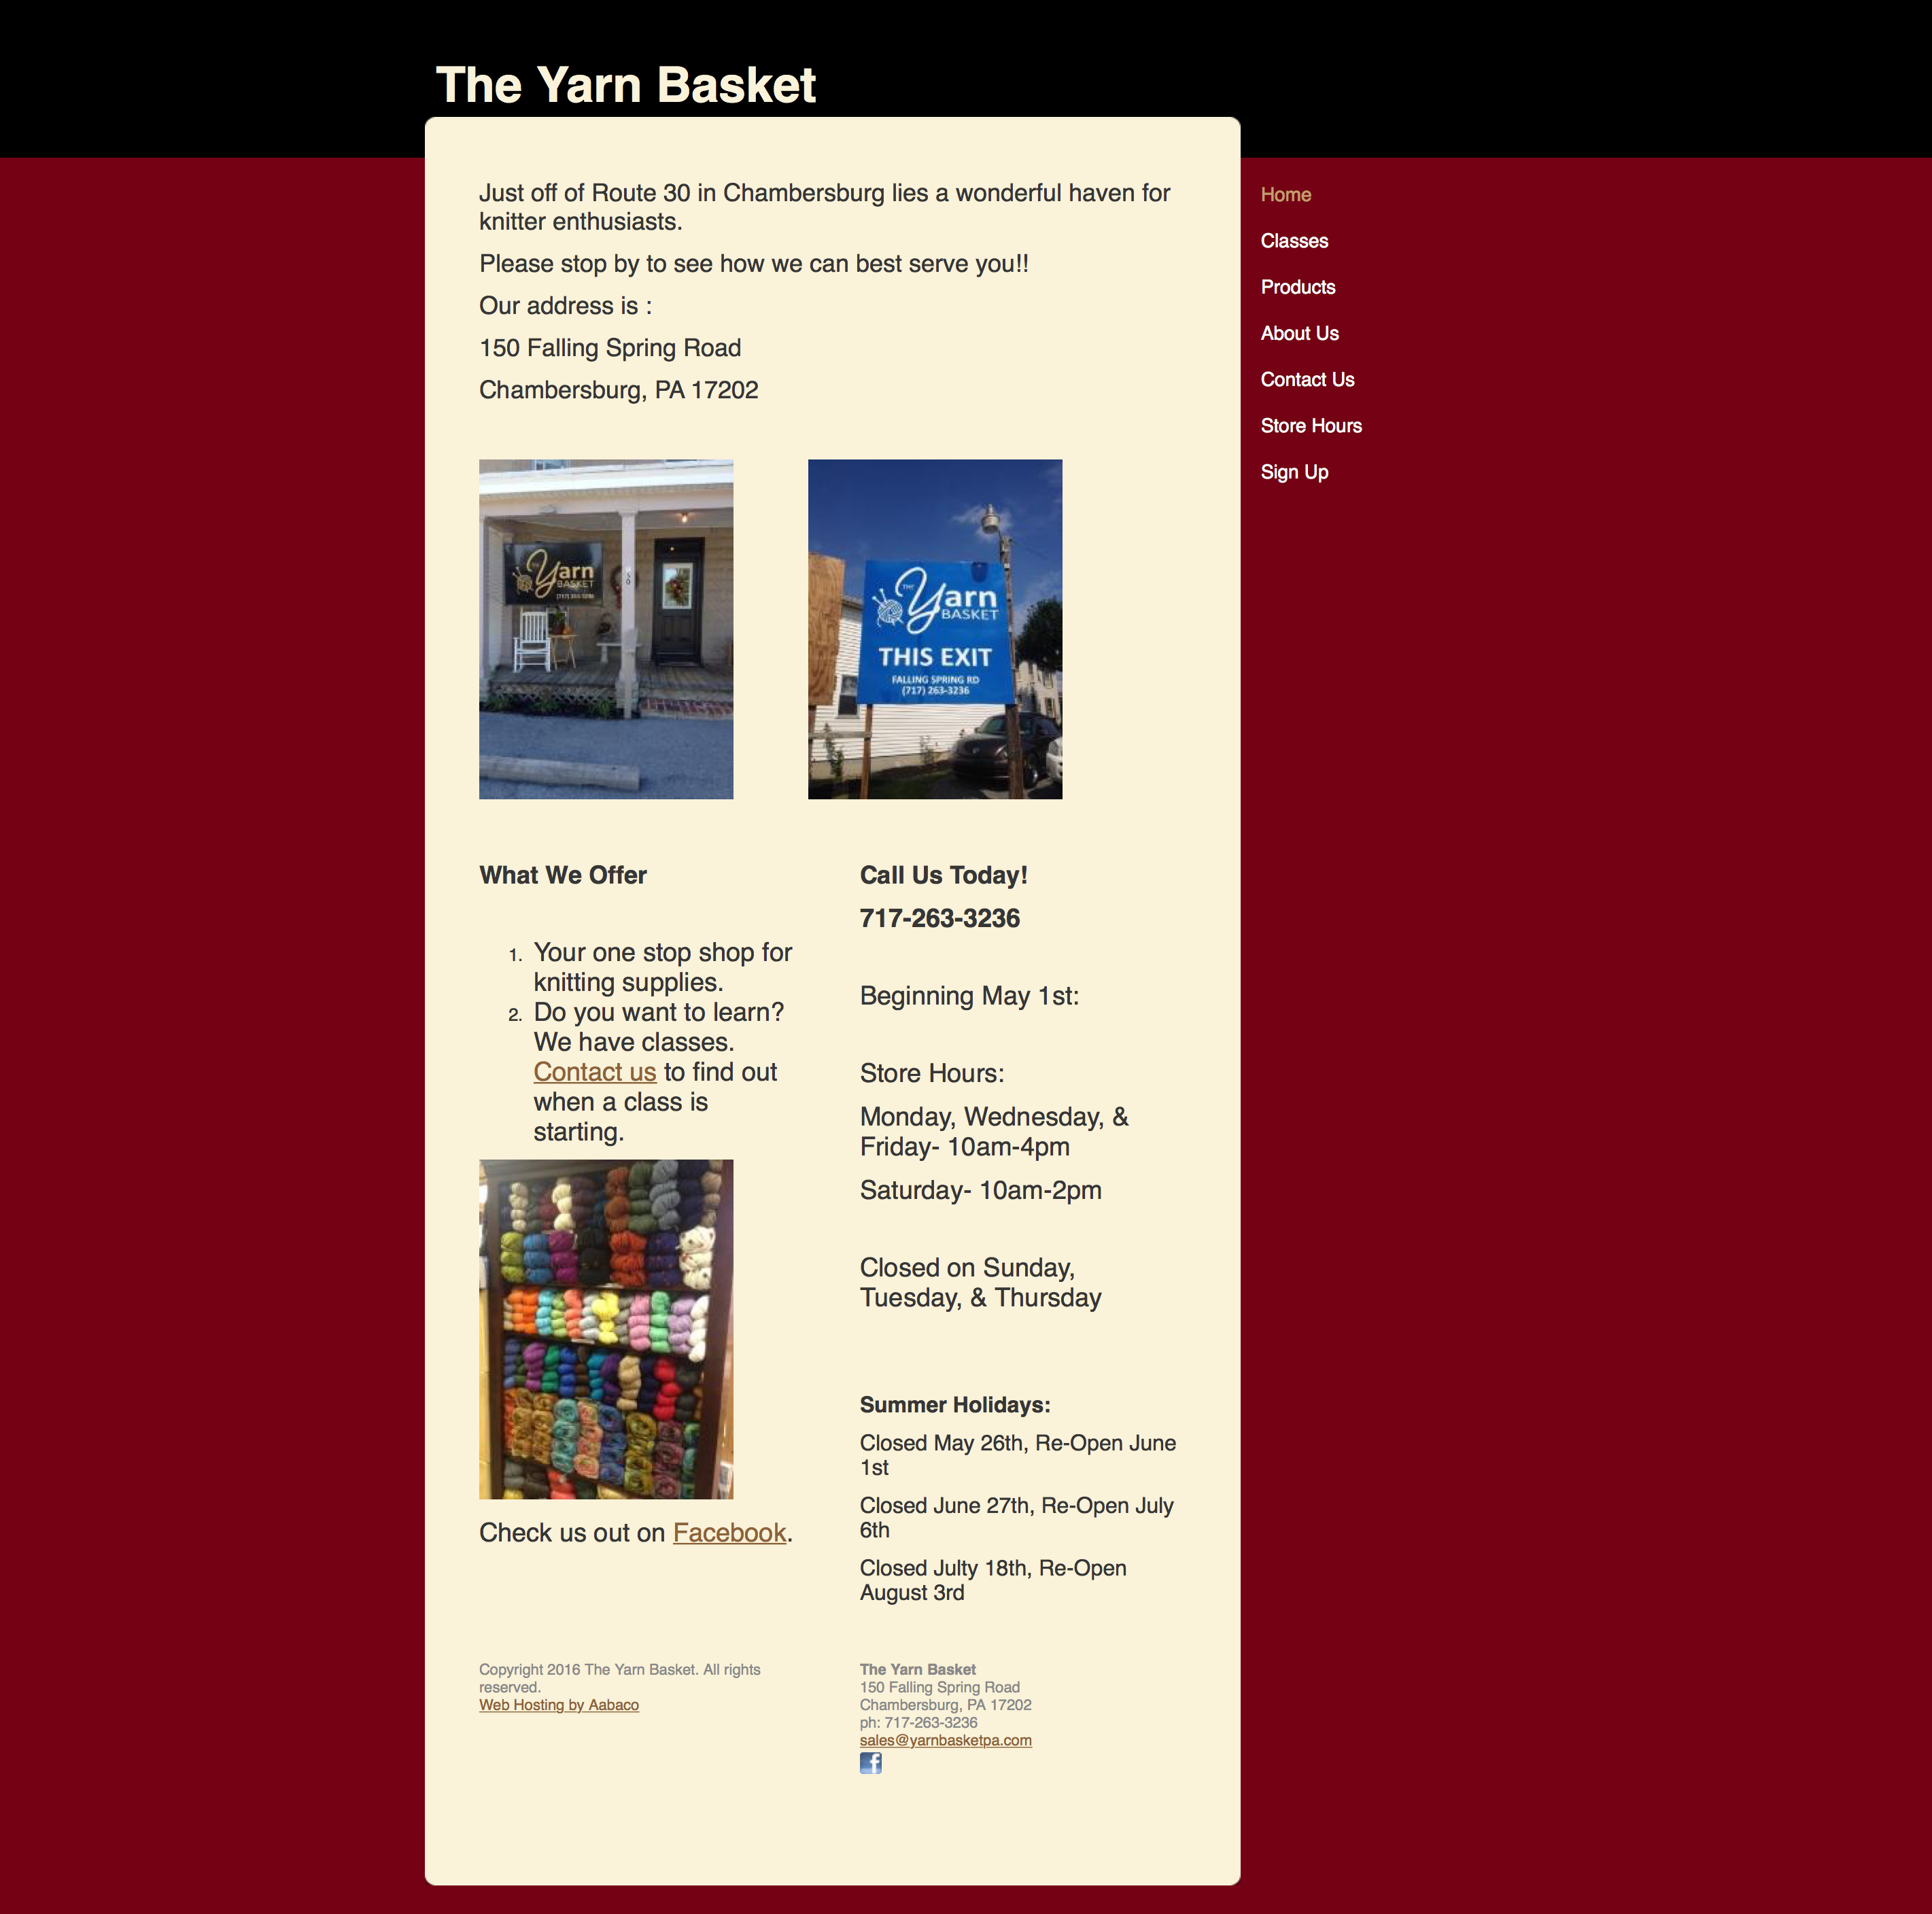 The Yarn Basket
Just off of Route 30 in Chambersburg lies a wonderful haven for
knitter enthusiasts.
Please stop by to see how we can best serve you!!
Our address is :
150 Falling Spring Road
Chambersburg, PA 17202
Home
Classes
Products
About Us
Contact Us
Store Hours
Sign Up
THE
Yarn
BASKET
THE
Yarn
BASKET
THIS EXIT
FALLING SPRING RD
(717) 263-3236
What We Offer
1. Your one stop shop for
knitting supplies.
2. Do you want to learn?
We have classes.
Contact us to find out
when a class is
starting.
Check us out on Facebook.
Call Us Today!
717-263-3236
Beginning May 1st:
Store Hours:
Monday, Wednesday, &
Friday- 10am-4pm
Saturday- 10am-2pm
Closed on Sunday,
Tuesday, & Thursday
Summer Holidays:
Closed May 26th, Re-Open June
1st
Closed June 27th, Re-Open July
6th
Closed Julty 18th, Re-Open
August 3rd
Copyright 2016 The Yarn Basket. All rights
reserved.
Web Hosting by Aabaco
The Yarn Basket
150 Falling Spring Road
Chambersburg, PA 17202
ph: 717-263-3236
sales@yarnbasketpa.com
f